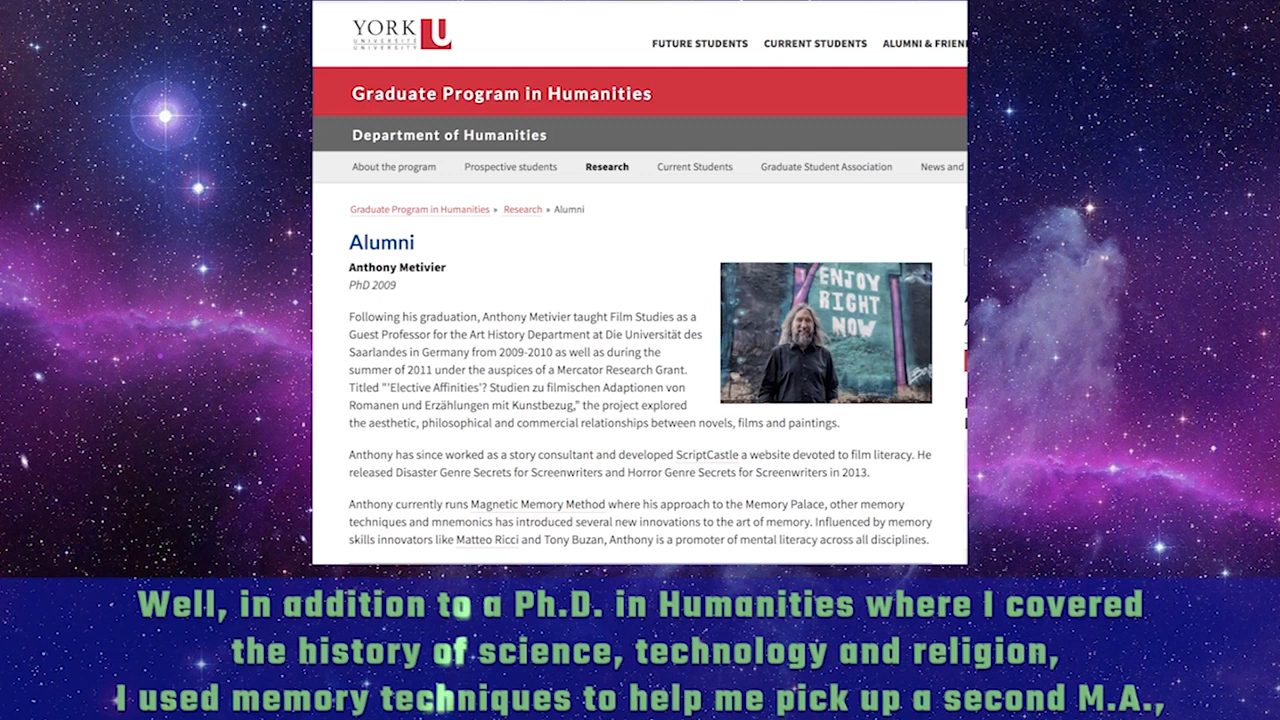 YORK U
UNIVERSITÉ
UNIVERSITY
FUTURE STUDENTS CURRENT STUDENTS ALUMNI & FRIEN
Graduate Program in Humanities
Department of Humanities
About the program Prospective students Research Current Students Graduate Student Association News and
Graduate Program in Humanities » Research » Alumni
Alumni
Anthony Metivier
PhD 2009
ENJOY
RIGHT
NOW
Following his graduation, Anthony Metivier taught Film Studies as a
Guest Professor for the Art History Department at Die Universität des
Saarlandes in Germany from 2009-2010 as well as during the
summer of 2011 under the auspices of a Mercator Research Grant.
Titled "'Elective Affinities'? Studien zu filmischen Adaptionen von
Romanen und Erzählungen mit Kunstbezug," the project explored
the aesthetic, philosophical and commercial relationships between novels, films and paintings.
Anthony has since worked as a story consultant and developed ScriptCastle a website devoted to film literacy. He
released Disaster Genre Secrets for Screenwriters and Horror Genre Secrets for Screenwriters in 2013.
Anthony currently runs Magnetic Memory Method where his approach to the Memory Palace, other memory
techniques and mnemonics has introduced several new innovations to the art of memory. Influenced by memory
skills innovators like Matteo Ricci and Tony Buzan, Anthony is a promoter of mental literacy across all disciplines.
Well, in addition to a Ph.D. in Humanities where I covered
the history of science, technology and religion,
I used memory techniques to help me pick up a second M.A.,